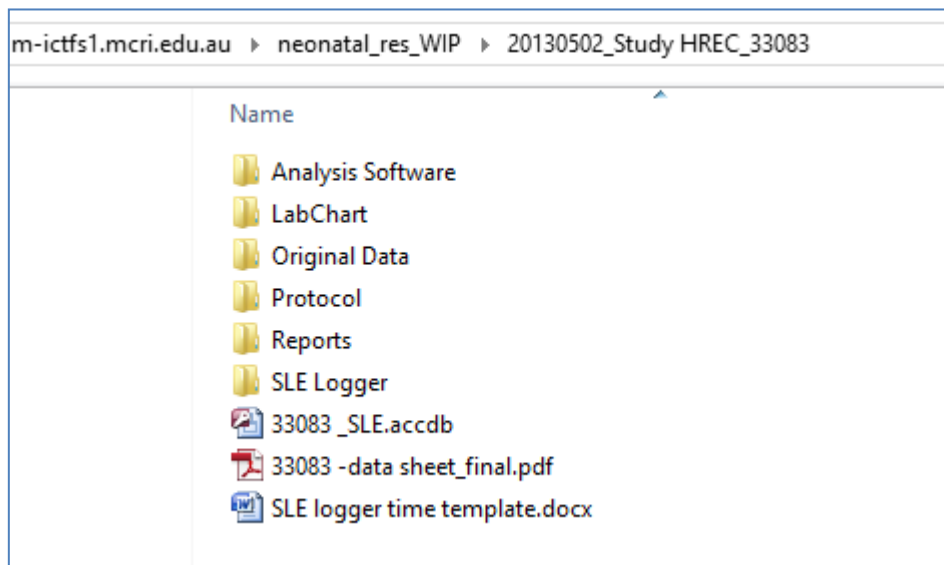 m-ictfs1.mcri.edu.au ▸ neonatal_res_WIP ▸ 20130502_Study HREC_33083
Name
Analysis Software
LabChart
Original Data
Protocol
Reports
SLE Logger
33083 _SLE.accdb
33083 -data sheet_final.pdf
SLE logger time template.docx